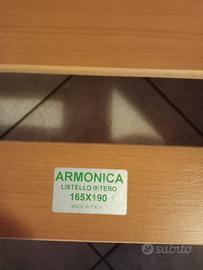 ARMONICA
LISTELLO INTERO
165X190
MADE IN ITALY
subito